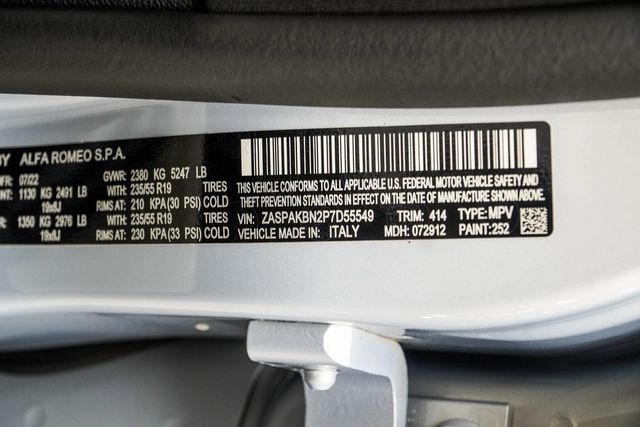 BY ALFA ROMEO S.P.A.
FR: 07/22 GVWR: 2380 KG 5247 LB
1130 KG 2491 LB WITH: 235/55 R19 TIRES
19x8J RIMS AT: 210 KPA (30 PSI) COLD
R: 1350 KG 2976 LB WITH: 235/55 R19 TIRES
19x8J RIMS AT: 230 KPA (33 PSI) COLD
THIS VEHICLE CONFORMS TO ALL APPLICABLE U.S. FEDERAL MOTOR VEHICLE SAFETY AND
THEFT PREVENTION STANDARDS IN EFFECT ON THE DATE OF MANUFACTURE SHOWN ABOVE.
VIN: ZASPAKBN2P7D55549 TRIM: 414 TYPE: MPV
VEHICLE MADE IN: ITALY MDH: 072912 PAINT: 252